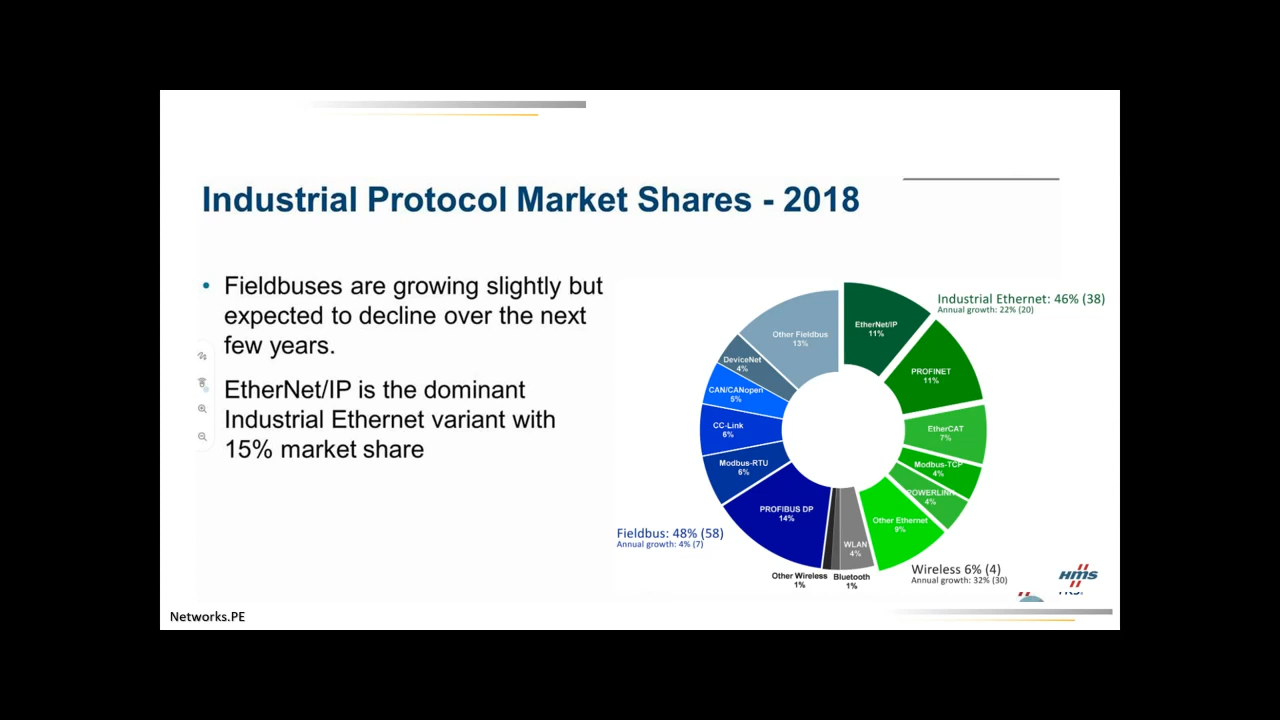 Industrial Protocol Market Shares - 2018
• Fieldbuses are growing slightly but
expected to decline over the next
few years.
EtherNet/IP is the dominant
Industrial Ethernet variant with
15% market share
Industrial Ethernet: 46% (38)
Annual growth: 22% (20)
EtherNet/IP
11%
PROFINET
11%
EtherCAT
7%
Modbus-TCP
4%
POWERLINK
4%
Other Ethernet
9%
Wireless 6% (4)
Annual growth: 32% (30)
WLAN
4%
Bluetooth
1%
Other Wireless
1%
Fieldbus: 48% (58)
Annual growth: 4% (7)
PROFIBUS DP
14%
Modbus-RTU
6%
CC-Link
6%
CAN/CANopen
5%
DeviceNet
4%
Other Fieldbus
13%
HMS
Networks.PE